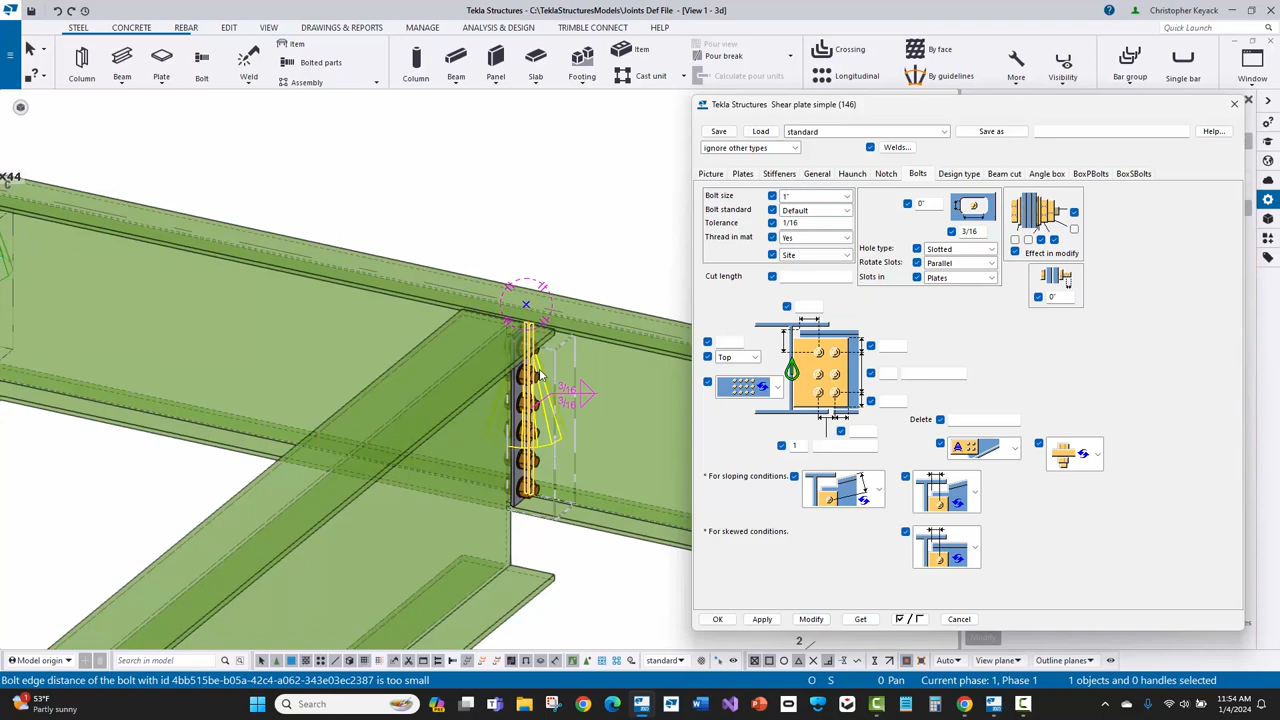 Tekla Structures - C:\TeklaStructuresModels\Joints Def File - [View 1 - 3d]
Christopher Keyack
STEEL CONCRETE REBAR EDIT VIEW DRAWINGS & REPORTS MANAGE ANALYSIS & DESIGN TRIMBLE CONNECT HELP
Quick Launch
Column Beam Plate Bolt Weld
Item
Bolted parts
Assembly
Column Beam Panel Slab Footing
Item
Cast unit
Pour view
Pour break
Calculate pour units
Crossing
Longitudinal
By face
By guidelines
More
Visibility
Bar group
Single bar
Window
X44
C
3/16
3/16
Tekla Structures Shear plate simple (146)
Save Load standard Save as Help...
ignore other types Welds...
Picture Plates Stiffeners General Haunch Notch Bolts Design type Beam cut Angle box BoxPBolts BoxSBolts
Bolt size 1"
Bolt standard Default
Tolerance 1/16
Thread in mat Yes
Site
Cut length
0"
3/16
Hole type: Slotted
Rotate Slots: Parallel
Slots in Plates
Effect in modify
0"
Top
Delete
1
* For sloping conditions.
* For skewed conditions.
OK Apply Modify Get Cancel
Modify
2
Model origin
Search in model
standard
Auto
View plane
Outline planes
Bolt edge distance of the bolt with id 4bb515be-b05a-42c4-a062-343e03ec2387 is too small
O S 0 Pan Current phase: 1, Phase 1 1 objects and 0 handles selected
53°F
Partly sunny
Search
11:54 AM
1/4/2024